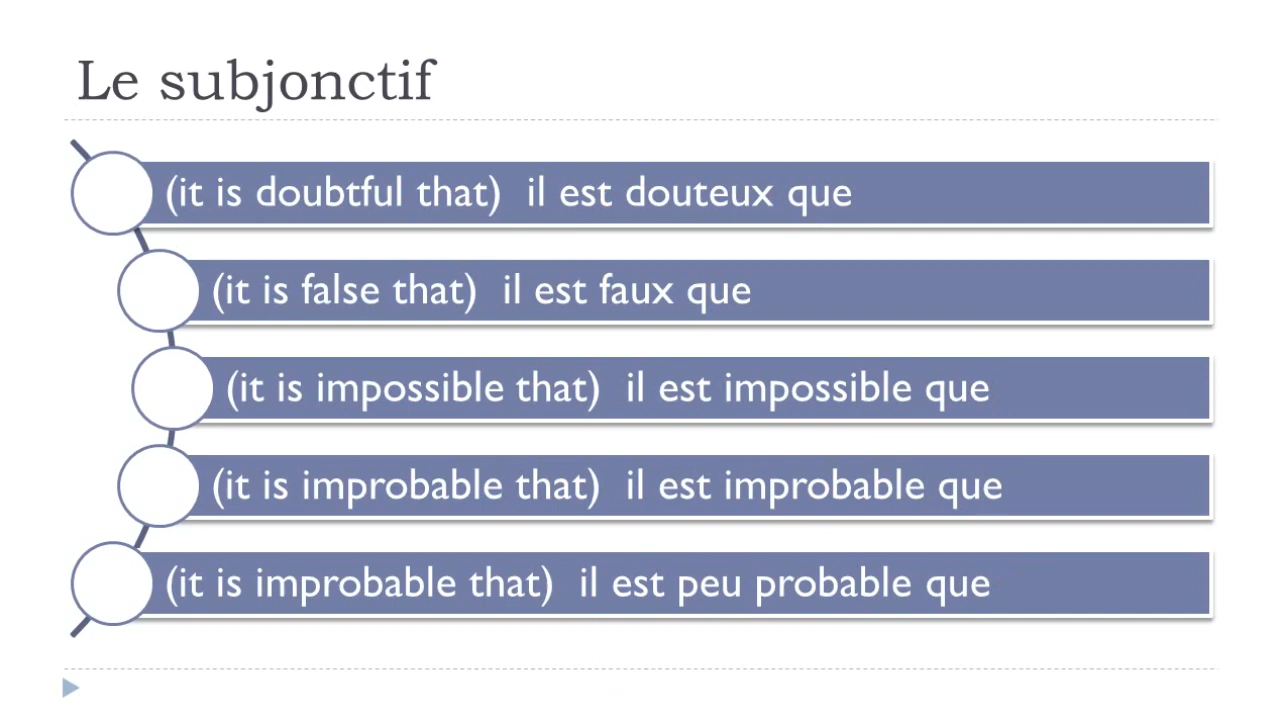 Le subjonctif
(it is doubtful that) il est douteux que
(it is false that) il est faux que
(it is impossible that) il est impossible que
(it is improbable that) il est improbable que
(it is improbable that) il est peu probable que